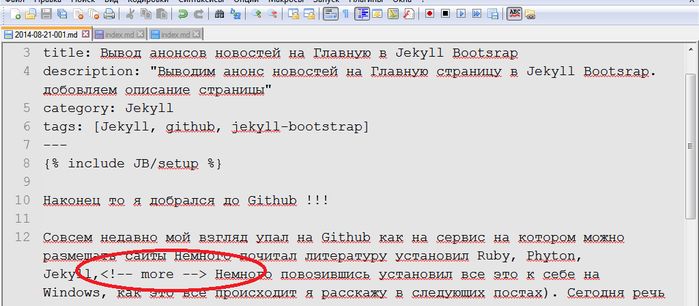 2014-08-21-001.md index.md index.md
3 title: Вывод анонсов новостей на Главную в Jekyll Bootsrap
4 description: "Выводим анонс новостей на Главную страницу в Jekyll Bootsrap.
добовляем описание страницы"
5 category: Jekyll
6 tags: [Jekyll, github, jekyll-bootstrap]
7 ---
8 {% include JB/setup %}
9
10 Наконец то я добрался до Github !!!
11
12 Совсем недавно мой взгляд упал на Github как на сервис на котором можно
размещать сайты Немного почитал литературу установил Ruby, Phyton,
Jekyll,<!-- more --> Немного повозившись установил все это к себе на
Windows, как это все происходит я расскажу в следующих постах). Сегодня речь